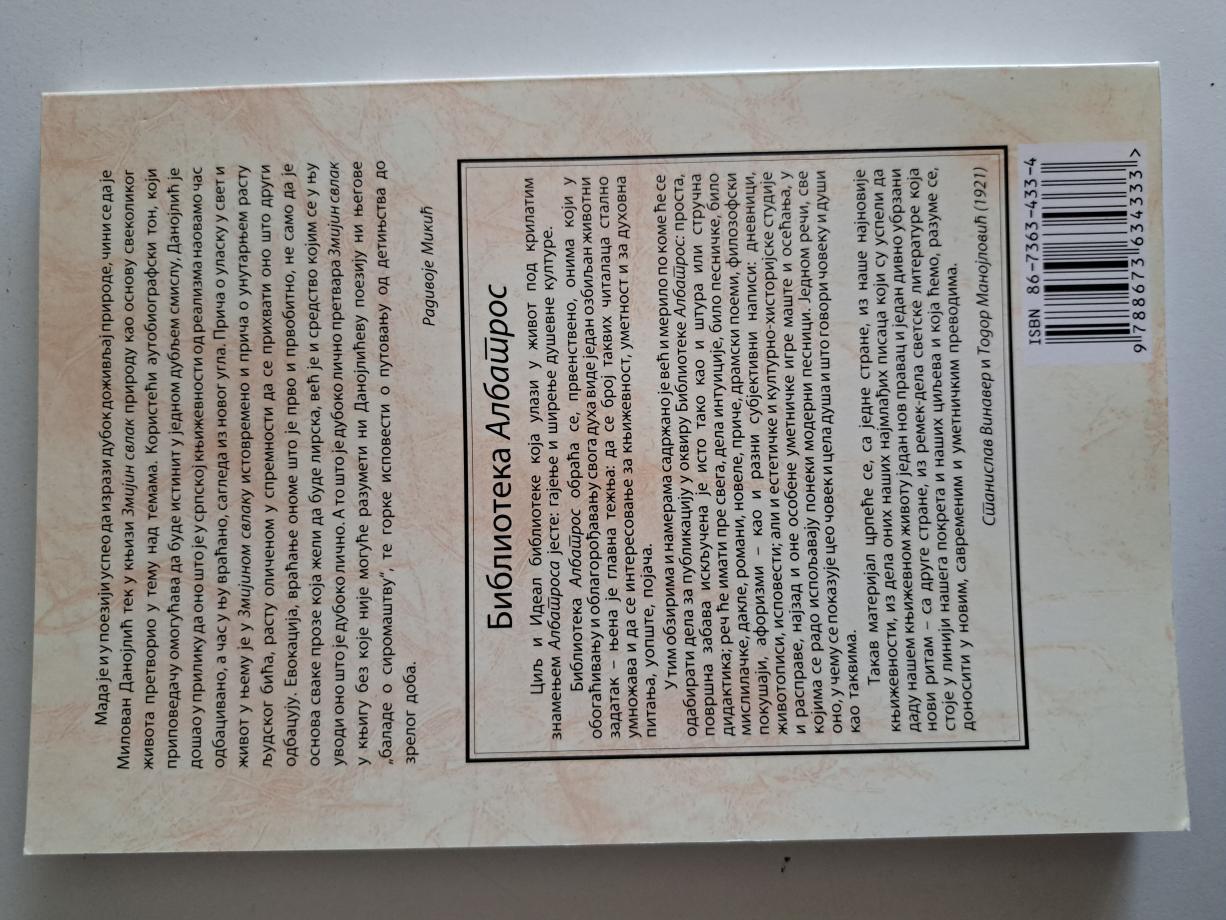 Мада је и у поезији успео да изрази дубок доживљај природе, чини се да је
Милован Данојлић тек у књизи Змијин свлак природу као основу свеколиког
живота претворио у тему над темама. Користећи аутобиографски тон, који
приповедачу омогућава да буде истинит у једном дубљем смислу, Данојлић је
дошао у прилику да оно што је у српској књижевности од реализма наовамо час
одбацивано, а час у њу враћано, сагледа из новог угла. Прича о уласку у свет и
живот у њему је у Змијином свлаку истовремено и прича о унутарњем расту
људског бића, расту оличеном у спремности да се прихвати оно што други
одбацују. Евокација, враћање ономе што је прво и првобитно, не само да је
основа сваке прозе која жели да буде лирска, већ је и средство којим се у њу
уводи оно што је дубоко лично. А то што је дубоко лично претвара Змијин свлак
у књигу без које није могуће разумети ни Данојлићеву поезију ни његове
„баладе о сиромаштву“, те горке исповести о путовању од детињства до
зрелог доба.
Радивоје Микић
Библиотека Албатрос
Циљ и Идеал библиотеке која улази у живот под крилатим
знамењем Албатроса јесте: гајење и ширење душевне културе.
Библиотека Албатрос обраћа се, првенствено, онима који у
обогаћивању и облагорођавању свога духа виде један озбиљан животни
задатак – њена је главна тежња: да се број таквих читалаца стално
умножава и да се интересовање за књижевност, уметност и за духовна
питања, уопште, појача.
У тим обзирима и намерама садржано је већ и мерило по коме ће се
одабирати дела за публикацију у оквиру Библиотеке Албатрос: проста,
површна забава искључена је исто тако као и штура или стручна
дидактика; реч ће имати пре свега, дела интуиције, било песничке, било
мислилачке, дакле, романи, новеле, приче, драмски поеми, филозофски
покушаји, афоризми – као и разни субјективни написи: дневници,
животописи, исповести; али и естетичке и културно-хисторијске студије
и расправе, најзад и оне особене уметничке игре маште и осећања, у
којима се радо испољавају понеки модерни песници. Једном речи, све
оно, у чему се показује цео човек и цела душа и што говори човеку и души
као таквима.
Такав материјал црпеће се, са једне стране, из наше најновије
књижевности, из дела оних наших најмлађих писаца који су успели да
даду нашем књижевном животу један нов правац и један дивно убрзани
нови ритам – са друге стране, из ремек-дела светске литературе која
стоје у линији нашега покрета и наших циљева и која ћемо, разуме се,
доносити у новим, савременим и уметничким преводима.
Станислав Винавер и Тодор Манојловић (1921)
ISBN 86-7363-433-4
9 788673 634333 >